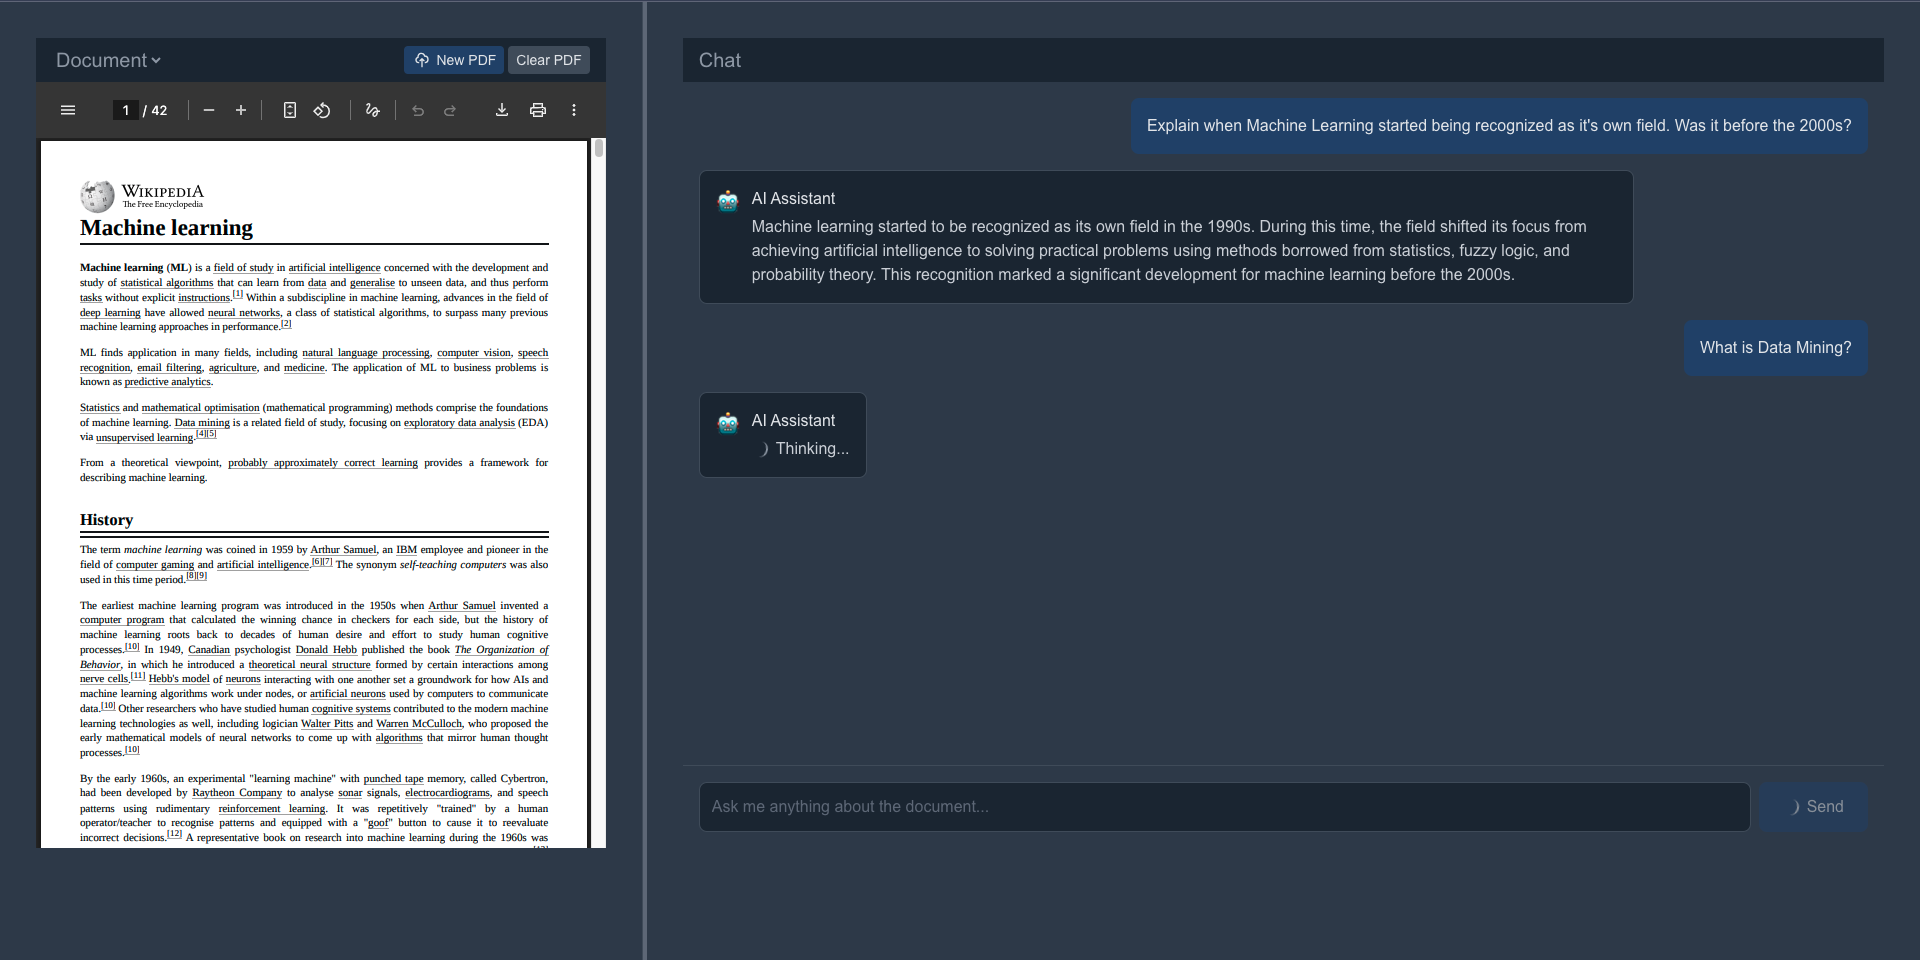 Document
New PDF
Clear PDF
1 / 42
WIKIPEDIA
The Free Encyclopedia
Machine learning
Machine learning (ML) is a field of study in artificial intelligence concerned with the development and
study of statistical algorithms that can learn from data and generalise to unseen data, and thus perform
tasks without explicit instructions.[1] Within a subdiscipline in machine learning, advances in the field of
deep learning have allowed neural networks, a class of statistical algorithms, to surpass many previous
machine learning approaches in performance.[2]
ML finds application in many fields, including natural language processing, computer vision, speech
recognition, email filtering, agriculture, and medicine. The application of ML to business problems is
known as predictive analytics.
Statistics and mathematical optimisation (mathematical programming) methods comprise the foundations
of machine learning. Data mining is a related field of study, focusing on exploratory data analysis (EDA)
via unsupervised learning.[4][5]
From a theoretical viewpoint, probably approximately correct learning provides a framework for
describing machine learning.
History
The term machine learning was coined in 1959 by Arthur Samuel, an IBM employee and pioneer in the
field of computer gaming and artificial intelligence.[6][7] The synonym self-teaching computers was also
used in this time period.[8][9]
The earliest machine learning program was introduced in the 1950s when Arthur Samuel invented a
computer program that calculated the winning chance in checkers for each side, but the history of
machine learning roots back to decades of human desire and effort to study human cognitive
processes.[10] In 1949, Canadian psychologist Donald Hebb published the book The Organization of
Behavior, in which he introduced a theoretical neural structure formed by certain interactions among
nerve cells.[11] Hebb's model of neurons interacting with one another set a groundwork for how AIs and
machine learning algorithms work under nodes, or artificial neurons used by computers to communicate
data.[10] Other researchers who have studied human cognitive systems contributed to the modern machine
learning technologies as well, including logician Walter Pitts and Warren McCulloch, who proposed the
early mathematical models of neural networks to come up with algorithms that mirror human thought
processes.[10]
By the early 1960s, an experimental "learning machine" with punched tape memory, called Cybertron,
had been developed by Raytheon Company to analyse sonar signals, electrocardiograms, and speech
patterns using rudimentary reinforcement learning. It was repetitively "trained" by a human
operator/teacher to recognise patterns and equipped with a "goof" button to cause it to reevaluate
incorrect decisions.[12] A representative book on research into machine learning during the 1960s was
Chat
Explain when Machine Learning started being recognized as it's own field. Was it before the 2000s?
AI Assistant
Machine learning started to be recognized as its own field in the 1990s. During this time, the field shifted its focus from
achieving artificial intelligence to solving practical problems using methods borrowed from statistics, fuzzy logic, and
probability theory. This recognition marked a significant development for machine learning before the 2000s.
What is Data Mining?
AI Assistant
Thinking...
Ask me anything about the document...
Send